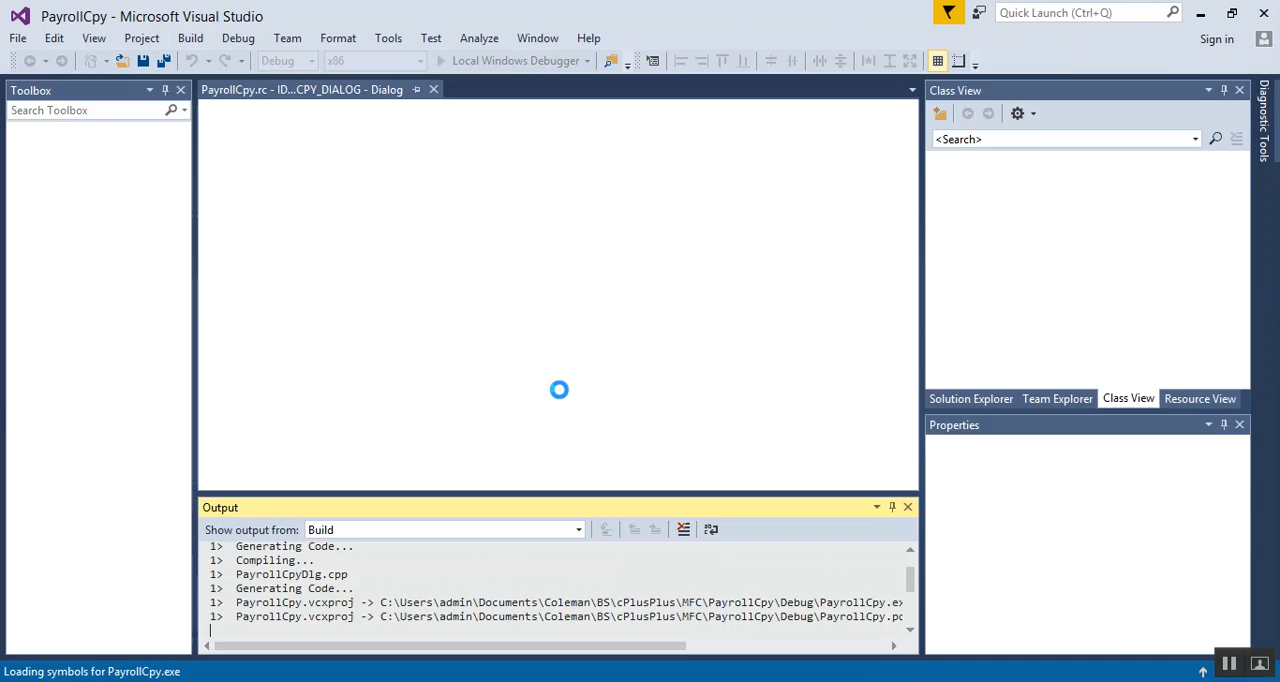 PayrollCpy - Microsoft Visual Studio
Quick Launch (Ctrl+Q)
File Edit View Project Build Debug Team Format Tools Test Analyze Window Help
Sign in
Debug x86 Local Windows Debugger
Toolbox
Search Toolbox
PayrollCpy.rc - ID...CPY_DIALOG - Dialog
Class View
<Search>
Diagnostic Tools
Solution Explorer Team Explorer Class View Resource View
Properties
Output
Show output from: Build
1> Generating Code...
1> Compiling...
1> PayrollCpyDlg.cpp
1> Generating Code...
1> PayrollCpy.vcxproj -> C:\Users\admin\Documents\Coleman\BS\cPlusPlus\MFC\PayrollCpy\Debug\PayrollCpy.ex
1> PayrollCpy.vcxproj -> C:\Users\admin\Documents\Coleman\BS\cPlusPlus\MFC\PayrollCpy\Debug\PayrollCpy.pc
Loading symbols for PayrollCpy.exe